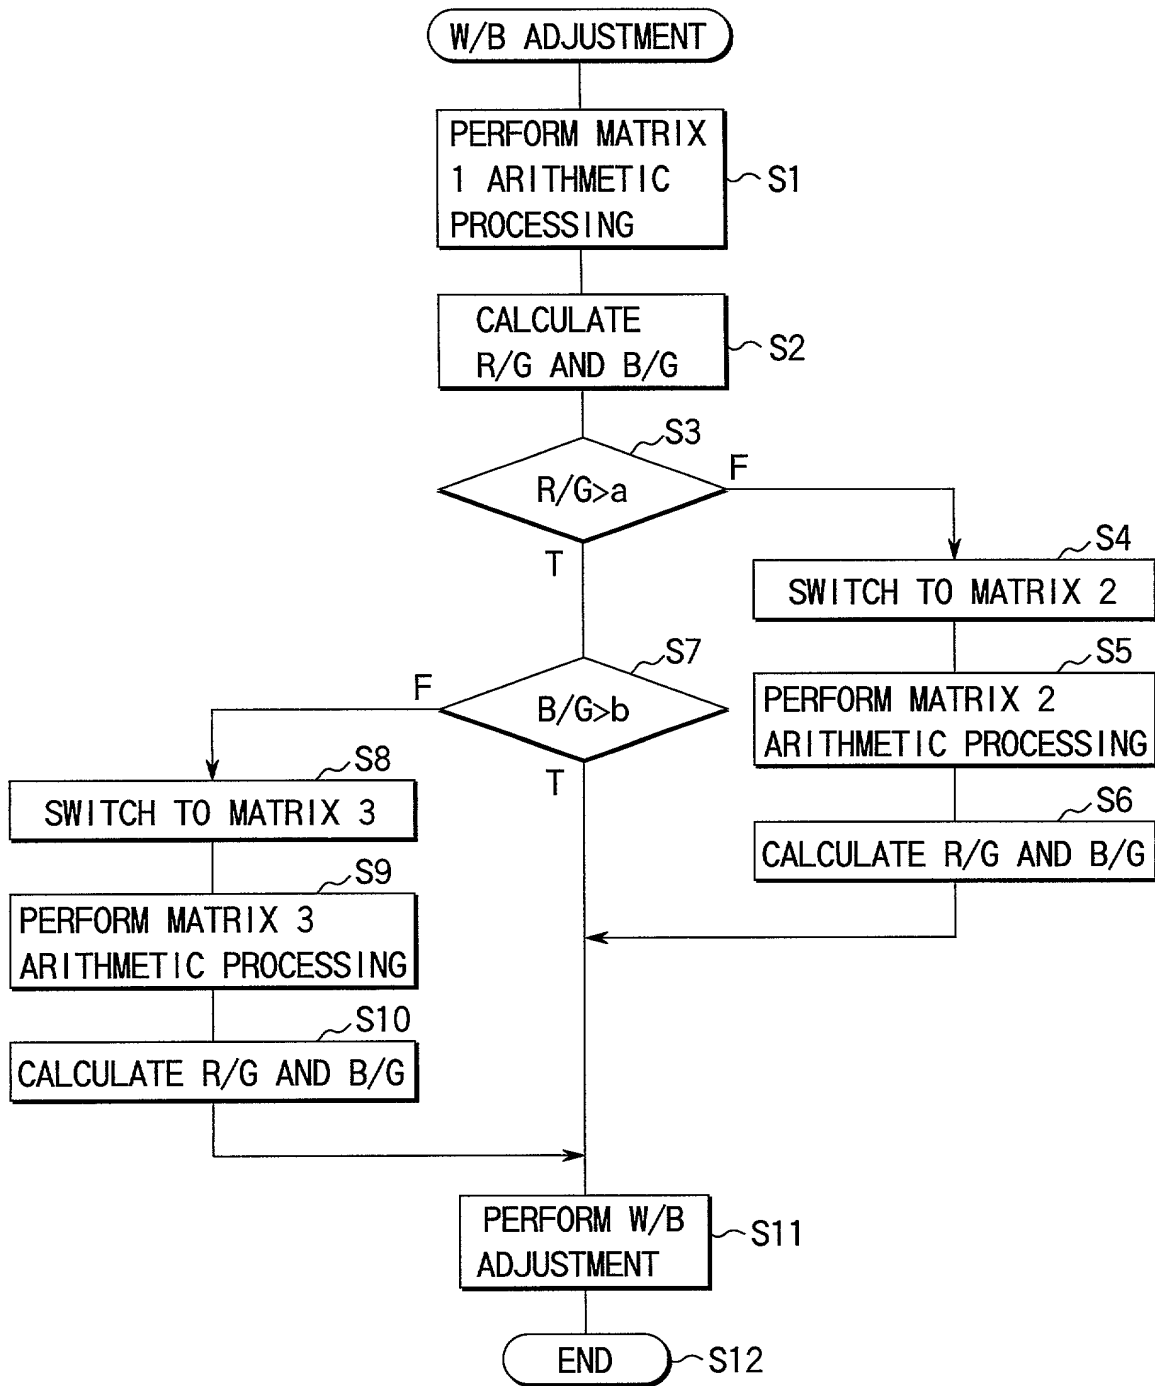 W/B ADJUSTMENT
PERFORM MATRIX
1 ARITHMETIC
PROCESSING
S1
CALCULATE
R/G AND B/G
S2
S3
R/G>a
F
T
S4
SWITCH TO MATRIX 2
S5
PERFORM MATRIX 2
ARITHMETIC PROCESSING
S6
CALCULATE R/G AND B/G
S7
B/G>b
F
T
S8
SWITCH TO MATRIX 3
S9
PERFORM MATRIX 3
ARITHMETIC PROCESSING
S10
CALCULATE R/G AND B/G
PERFORM W/B
ADJUSTMENT
S11
END
S12